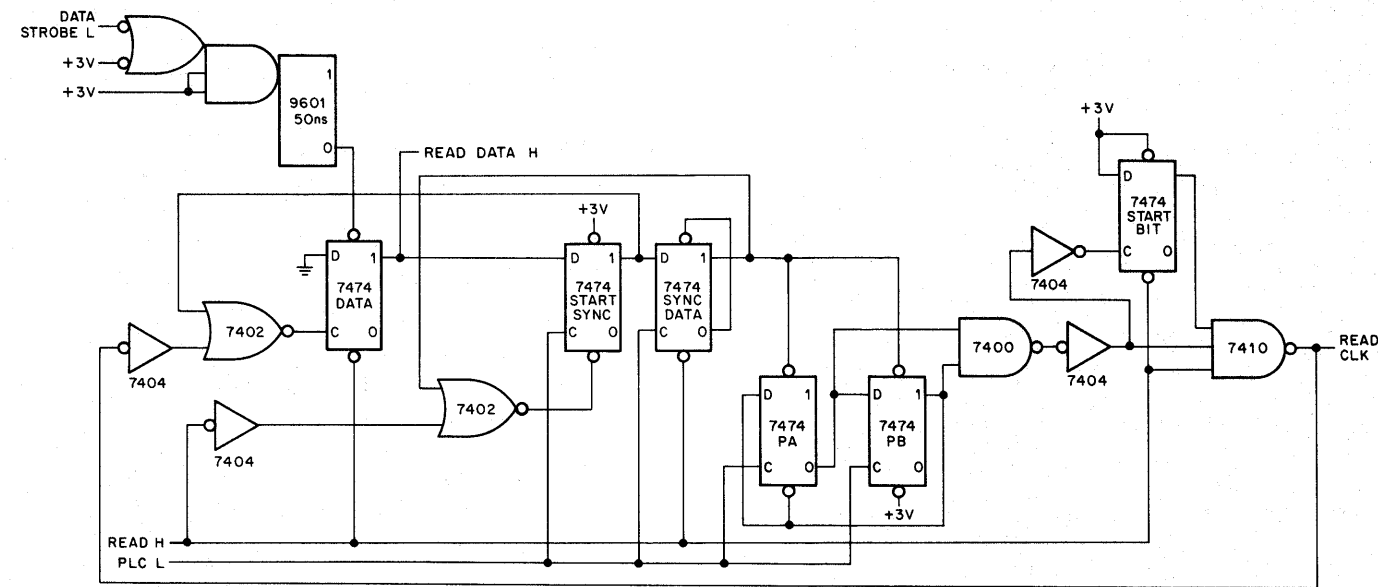 DATA
STROBE L
+3V
+3V
1
9601
50ns
0
READ DATA H
+3V
D
7474
START
BIT
C
0
7404
+3V
D 1
7474
DATA
C 0
D 1
7474
START
SYNC
C 0
D 1
7474
SYNC
DATA
C 0
7402
7404
7402
7404
D
7474
PA
C 0
D 1
7474
PB
C 0
+3V
7400
7404
7410
READ
CLK
READ H
PLC L